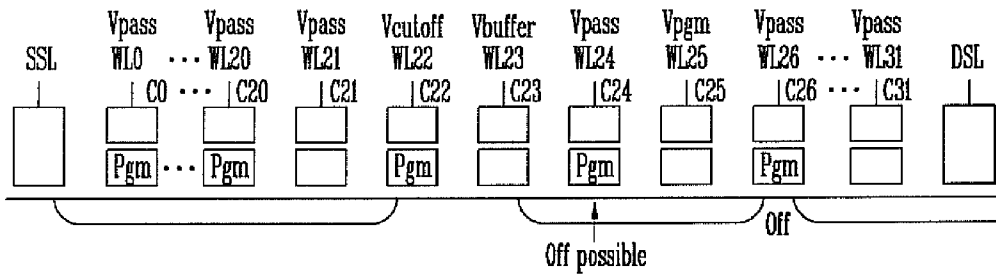 Vpass Vpass Vpass Vcutoff Vbuffer Vpass Vpgm Vpass Vpass
SSL WL0 ··· WL20 WL21 WL22 WL23 WL24 WL25 WL26 ··· WL31 DSL
C0 ··· C20 C21 C22 C23 C24 C25 C26 ··· C31
Pgm ··· Pgm Pgm Pgm Pgm
Off
Off possible